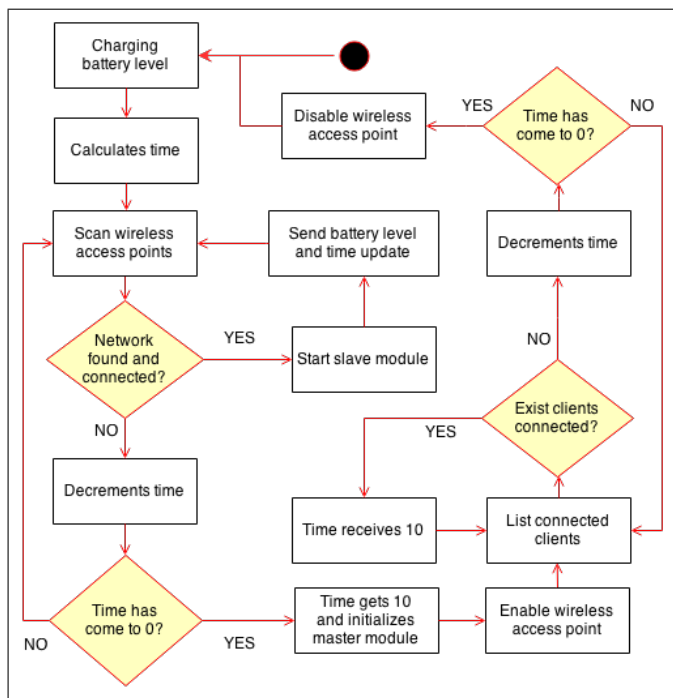 Charging
battery level
Calculates time
Scan wireless
access points
Network
found and
connected?
YES
Start slave module
Send battery level
and time update
NO
Decrements time
Time has
come to 0?
NO
YES
Time gets 10
and initializes
master module
Enable wireless
access point
List connected
clients
Exist clients
connected?
YES
Time receives 10
NO
Decrements time
Time has
come to 0?
YES
NO
Disable wireless
access point